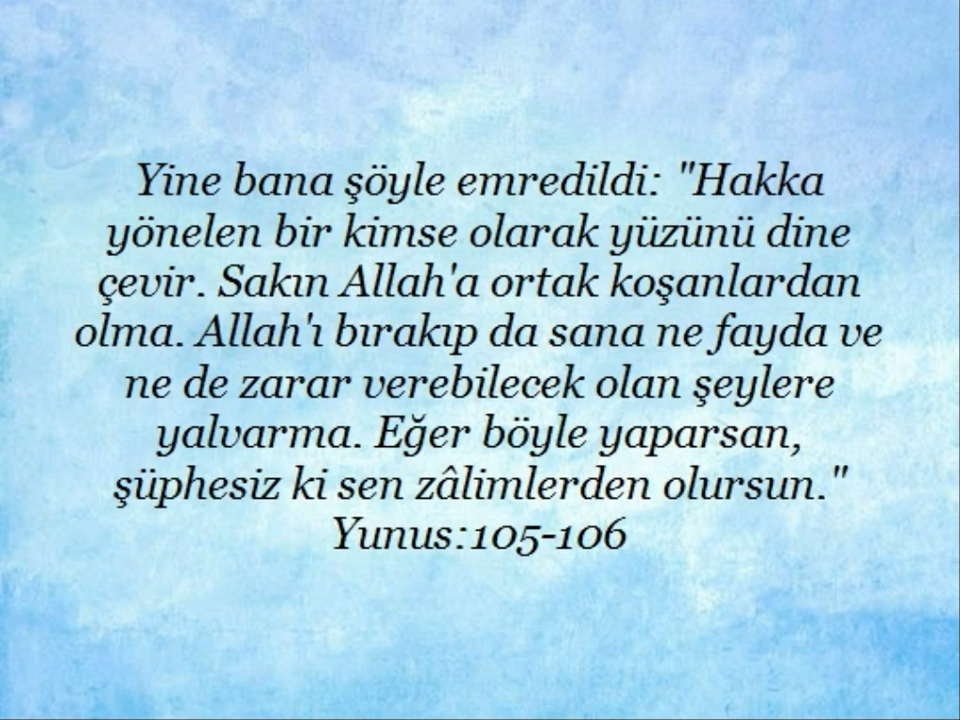 Yine bana şöyle emredildi: "Hakka
yönelen bir kimse olarak yüzünü dine
çevir. Sakın Allah'a ortak koşanlardan
olma. Allah'ı bırakıp da sana ne fayda ve
ne de zarar verebilecek olan şeylere
yalvarma. Eğer böyle yaparsan,
şüphesiz ki sen zâlimlerden olursun."
Yunus:105-106